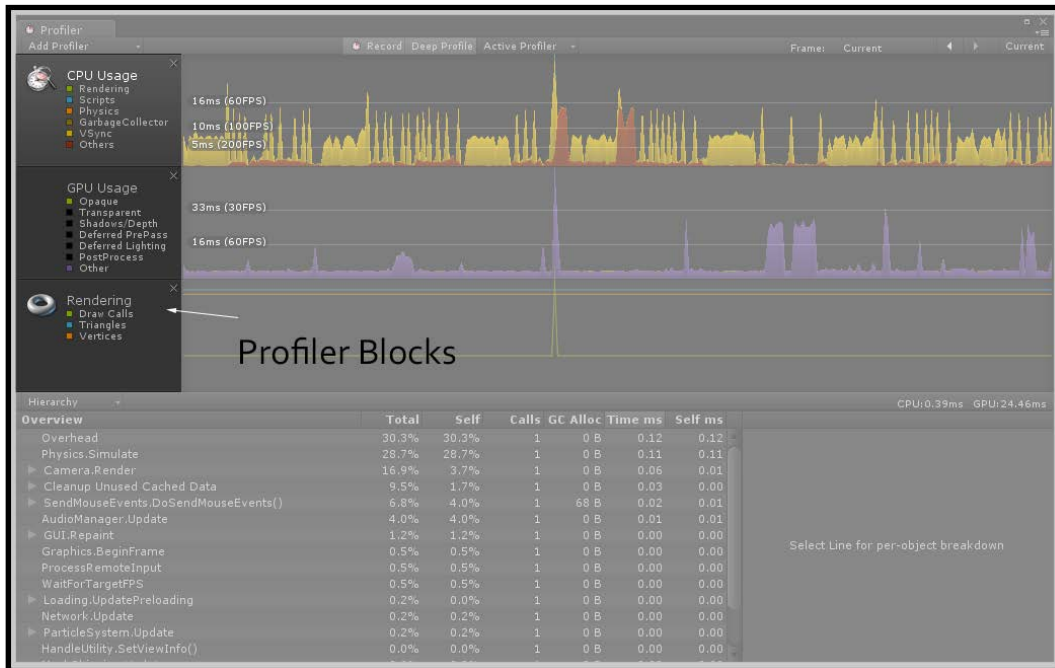 Profiler
Add Profiler
Record Deep Profile Active Profiler
Frame: Current
Current
CPU Usage
Rendering
Scripts
Physics
GarbageCollector
VSync
Others
16ms (60FPS)
10ms (100FPS)
5ms (200FPS)
GPU Usage
Opaque
Transparent
Shadows/Depth
Deferred PrePass
Deferred Lighting
PostProcess
Other
33ms (30FPS)
16ms (60FPS)
Rendering
Draw Calls
Triangles
Vertices
Profiler Blocks
Hierarchy
CPU:0.39ms GPU:24.46ms
Overview Total Self Calls GC Alloc Time ms Self ms
Overhead 30.3% 30.3% 1 0 B 0.12 0.12
Physics.Simulate 28.7% 28.7% 1 0 B 0.11 0.11
Camera.Render 16.9% 3.7% 1 0 B 0.06 0.01
Cleanup Unused Cached Data 9.5% 1.7% 1 0 B 0.03 0.00
SendMouseEvents.DoSendMouseEvents() 6.8% 4.0% 1 68 B 0.02 0.01
AudioManager.Update 4.0% 4.0% 1 0 B 0.01 0.01
GUI.Repaint 1.2% 1.2% 1 0 B 0.00 0.00
Graphics.BeginFrame 0.5% 0.5% 1 0 B 0.00 0.00
ProcessRemoteInput 0.5% 0.5% 1 0 B 0.00 0.00
WaitForTargetFPS 0.5% 0.5% 1 0 B 0.00 0.00
Loading.UpdatePreloading 0.2% 0.0% 1 0 B 0.00 0.00
Network.Update 0.2% 0.2% 1 0 B 0.00 0.00
ParticleSystem.Update 0.2% 0.2% 1 0 B 0.00 0.00
HandleUtility.SetViewInfo() 0.0% 0.0% 1 0 B 0.00 0.00
Select Line for per-object breakdown